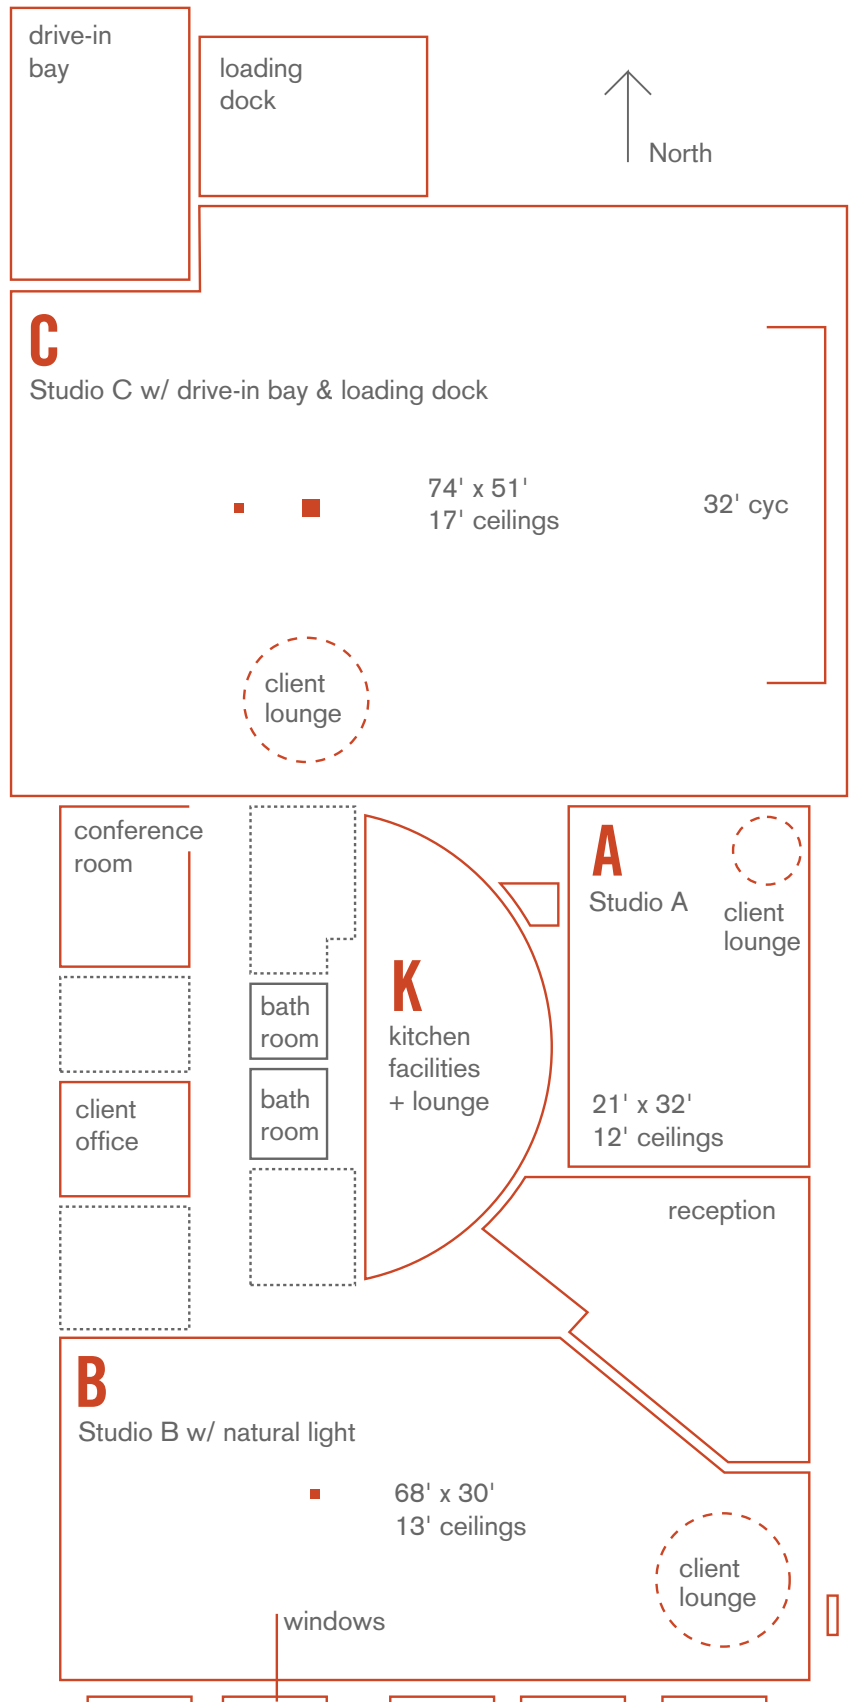 drive-in
bay
loading
dock
North
C
Studio C w/ drive-in bay & loading dock
74' x 51'
17' ceilings
32' cyc
client
lounge
conference
room
A
Studio A
client
lounge
K
kitchen
facilities
+ lounge
bath
room
bath
room
client
office
21' x 32'
12' ceilings
reception
B
Studio B w/ natural light
68' x 30'
13' ceilings
client
lounge
windows